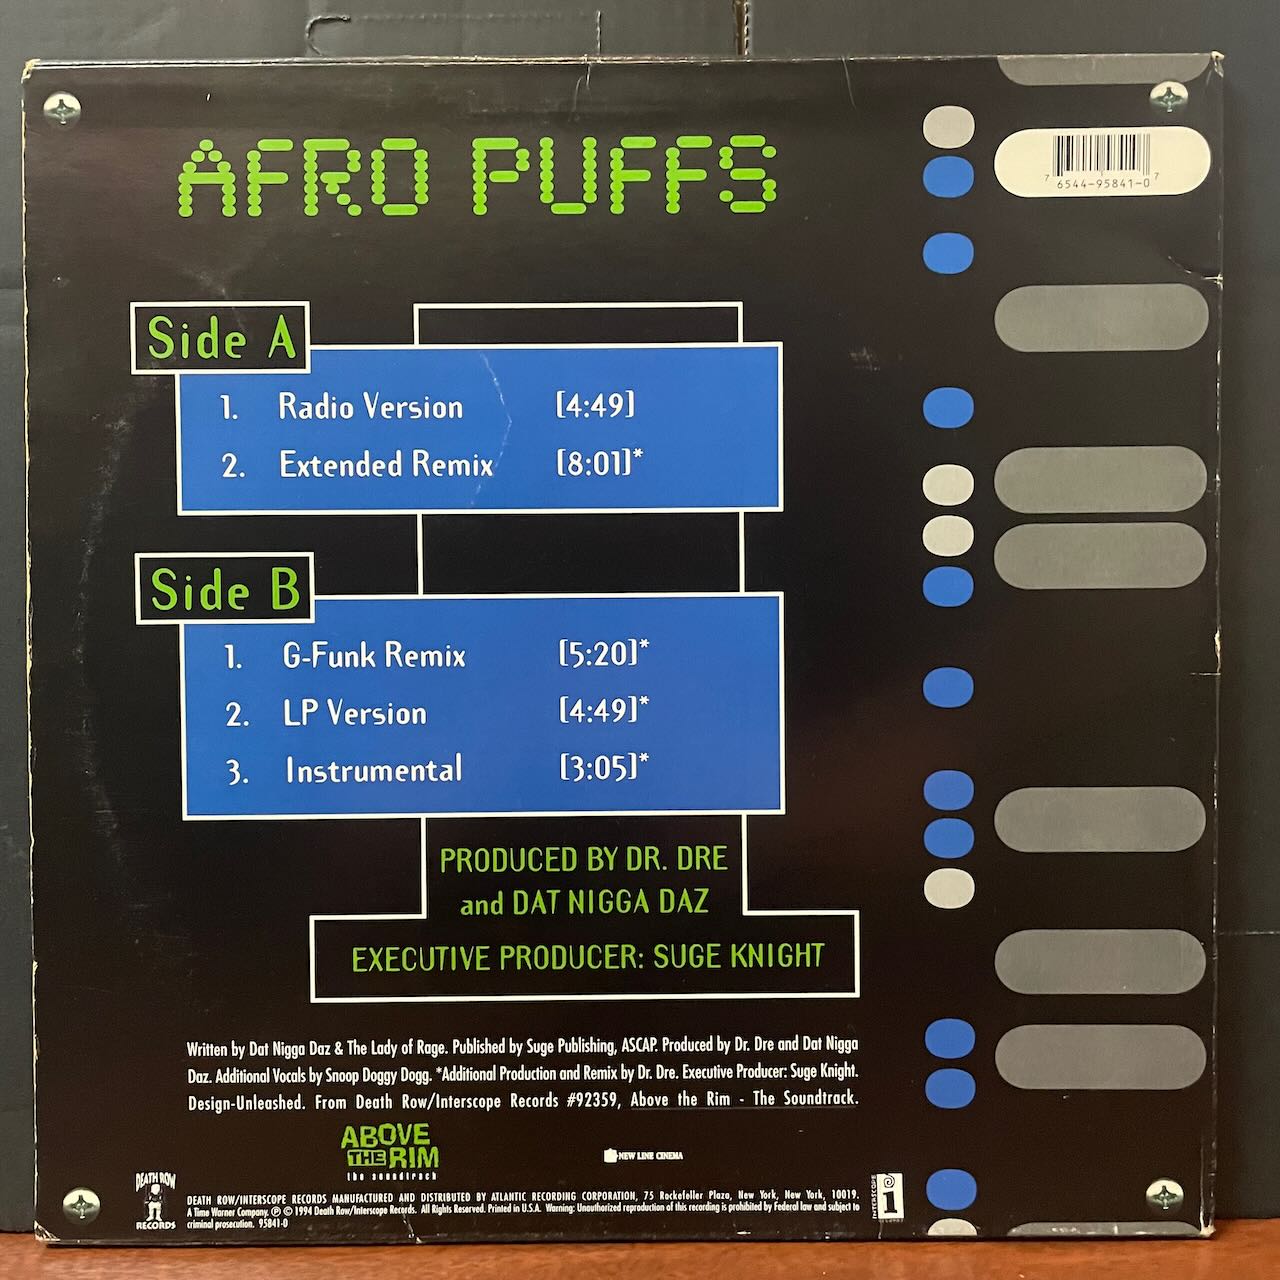 AFRO PUFFS
7 6544-95841-0 7
Side A
1. Radio Version [4:49]
2. Extended Remix [8:01]*
Side B
1. G-Funk Remix [5:20]*
2. LP Version [4:49]*
3. Instrumental [3:05]*
PRODUCED BY DR. DRE
and DAT NIGGA DAZ
EXECUTIVE PRODUCER: SUGE KNIGHT
Written by Dat Nigga Daz & The Lady of Rage. Published by Suge Publishing, ASCAP. Produced by Dr. Dre and Dat Nigga
Daz. Additional Vocals by Snoop Doggy Dogg. *Additional Production and Remix by Dr. Dre. Executive Producer: Suge Knight.
Design-Unleashed. From Death Row/Interscope Records #92359, Above the Rim - The Soundtrack.
ABOVE
THE RIM
the soundtrack
NEW LINE CINEMA
DEATH ROW
RECORDS
DEATH ROW/INTERSCOPE RECORDS MANUFACTURED AND DISTRIBUTED BY ATLANTIC RECORDING CORPORATION, 75 Rockefeller Plaza, New York, New York, 10019.
A Time Warner Company. ℗ © 1994 Death Row/Interscope Records. All Rights Reserved. Printed in U.S.A. Warning: Unauthorized reproduction of this recording is prohibited by Federal law and subject to
criminal prosecution. 95841-0
INTERSCOPE
i